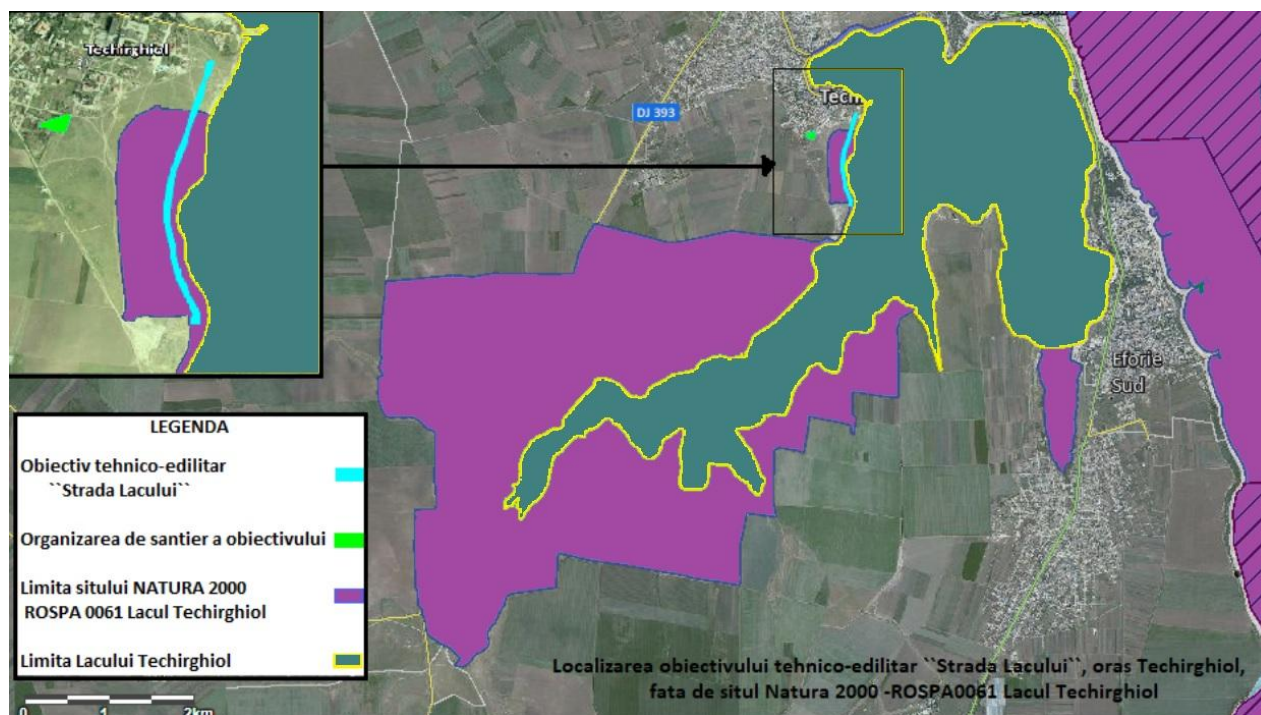 Techirghiol
DJ 393
Eforie
Sud
LEGENDA
Obiectiv tehnico-edilitar
``Strada Lacului``
Organizarea de santier a obiectivului
Limita sitului NATURA 2000
ROSPA 0061 Lacul Techirghiol
Limita Lacului Techirghiol
0 1 2km
Localizarea obiectivului tehnico-edilitar ``Strada Lacului``, oras Techirghiol,
fata de situl Natura 2000 -ROSPA0061 Lacul Techirghiol